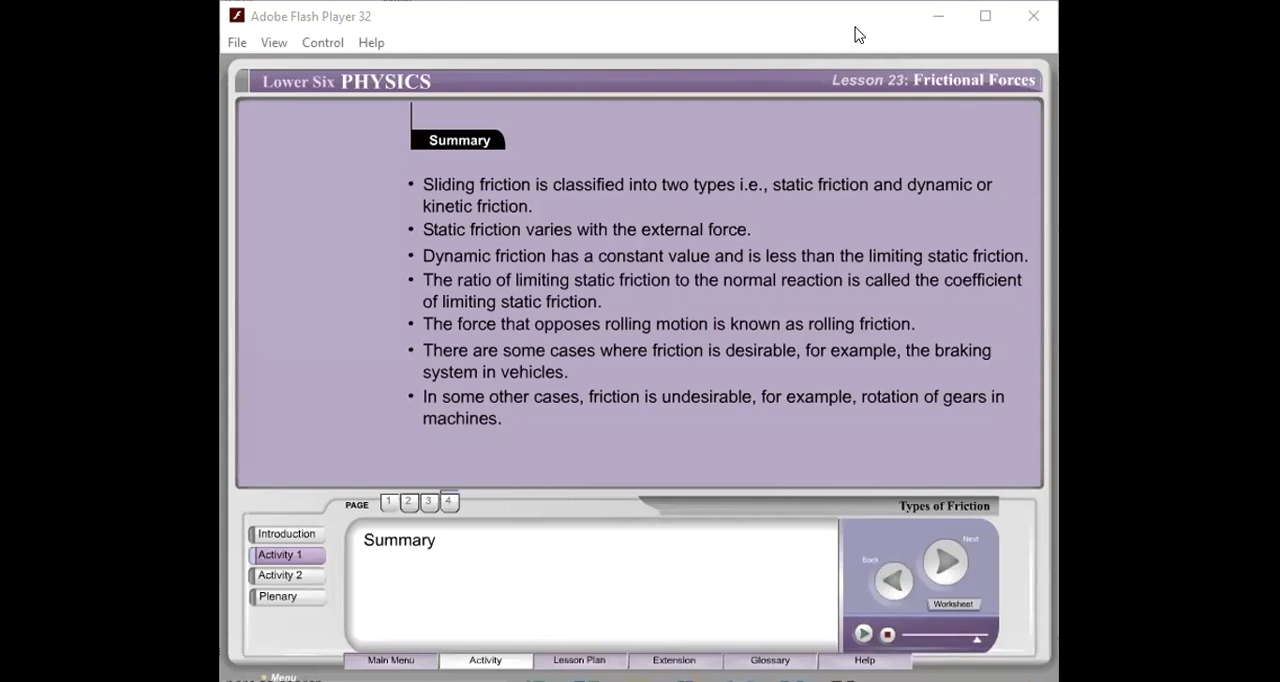 Adobe Flash Player 32
File View Control Help
Lower Six PHYSICS
Lesson 23: Frictional Forces
Summary
• Sliding friction is classified into two types i.e., static friction and dynamic or
kinetic friction.
• Static friction varies with the external force.
• Dynamic friction has a constant value and is less than the limiting static friction.
• The ratio of limiting static friction to the normal reaction is called the coefficient
of limiting static friction.
• The force that opposes rolling motion is known as rolling friction.
• There are some cases where friction is desirable, for example, the braking
system in vehicles.
• In some other cases, friction is undesirable, for example, rotation of gears in
machines.
PAGE 1 2 3 4
Types of Friction
Introduction
Activity 1
Activity 2
Plenary
Summary
Next
Back
Worksheet
Main Menu Activity Lesson Plan Extension Glossary Help
Menu